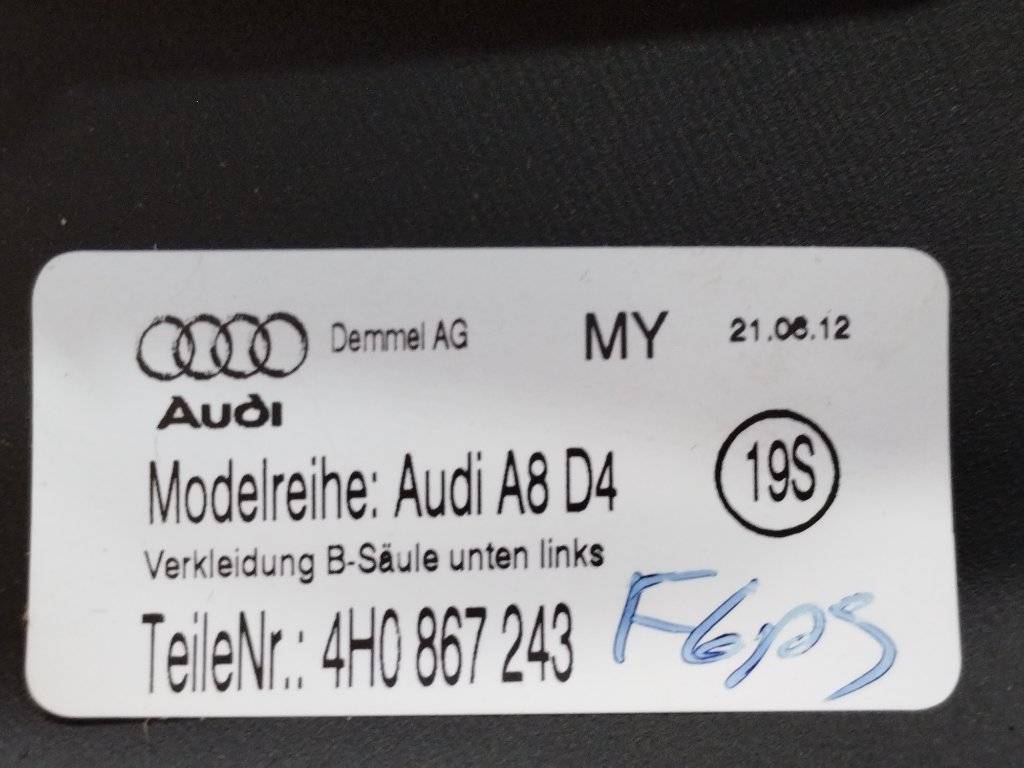 Demmel AG MY 21.06.12
Audi
Modelreihe: Audi A8 D4 19S
Verkleidung B-Säule unten links
TeileNr.: 4H0 867 243